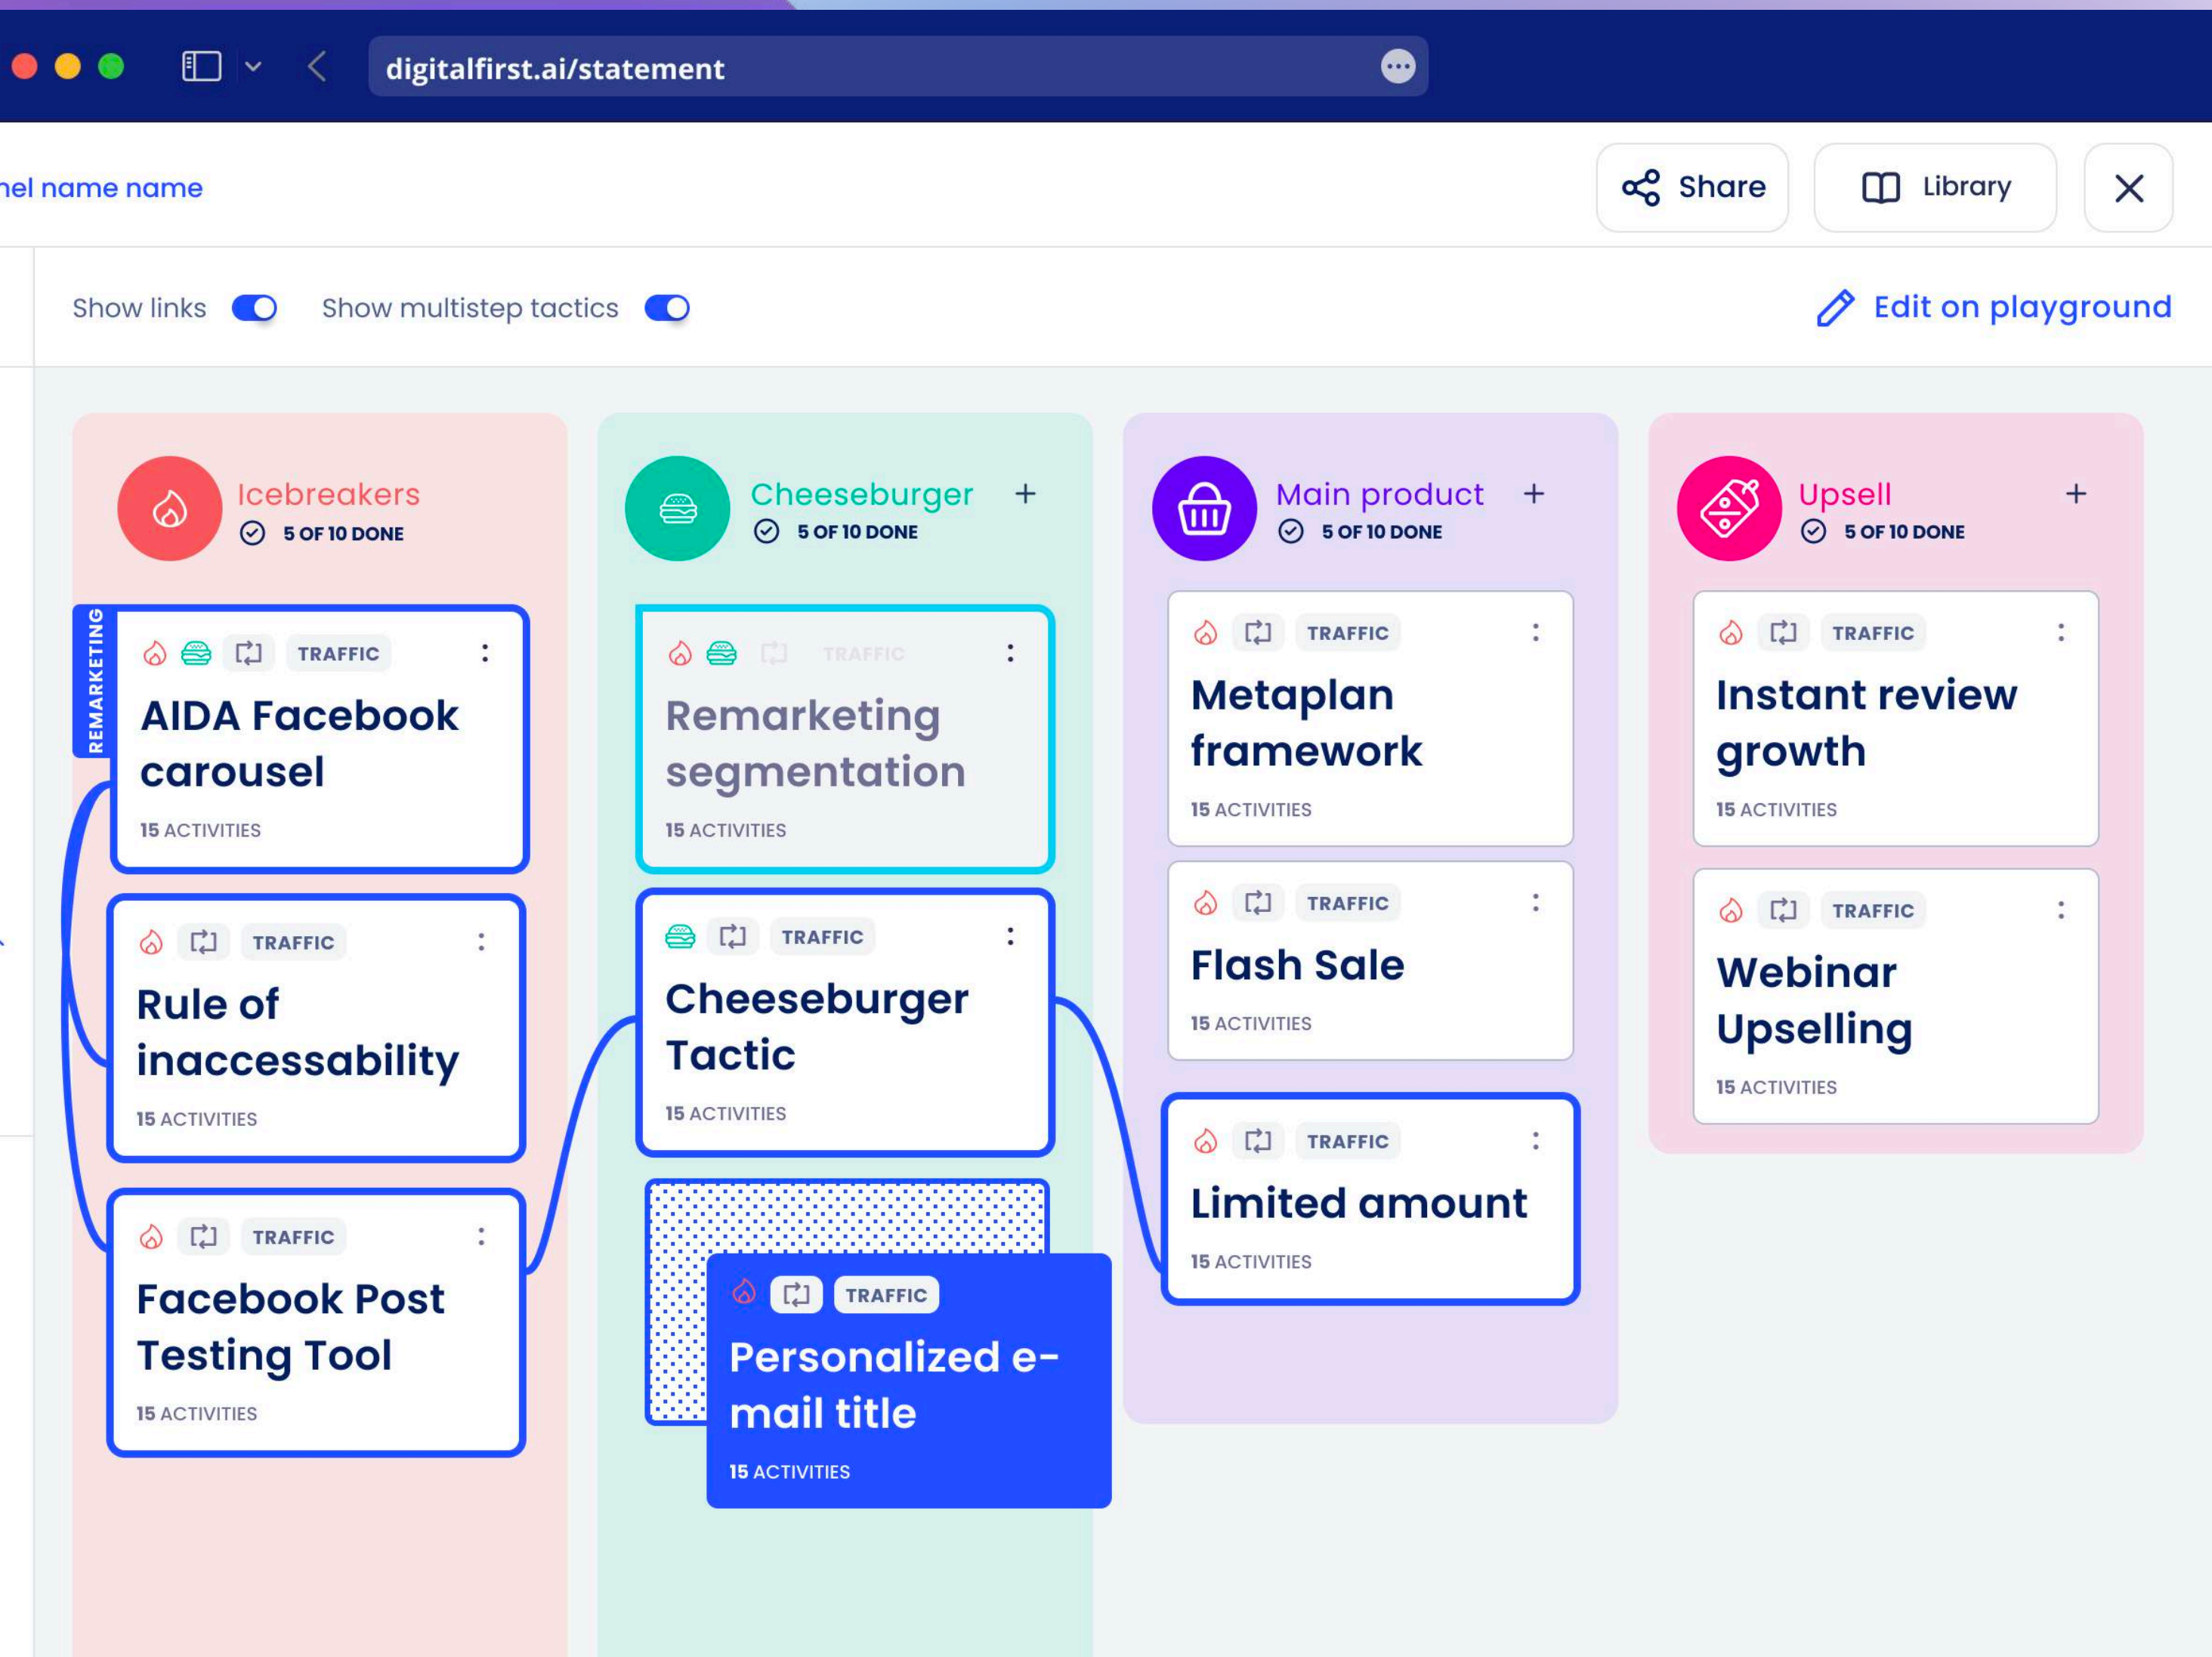 digitalfirst.ai/statement
name name
Share
Library
Show links
Show multistep tactics
Edit on playground
Icebreakers
5 OF 10 DONE
REMARKETING
TRAFFIC
AIDA Facebook
carousel
15 ACTIVITIES
TRAFFIC
Rule of
inaccessability
15 ACTIVITIES
TRAFFIC
Facebook Post
Testing Tool
15 ACTIVITIES
Cheeseburger
5 OF 10 DONE
TRAFFIC
Remarketing
segmentation
15 ACTIVITIES
TRAFFIC
Cheeseburger
Tactic
15 ACTIVITIES
TRAFFIC
Personalized e-
mail title
15 ACTIVITIES
Main product
5 OF 10 DONE
TRAFFIC
Metaplan
framework
15 ACTIVITIES
TRAFFIC
Flash Sale
15 ACTIVITIES
TRAFFIC
Limited amount
15 ACTIVITIES
Upsell
5 OF 10 DONE
TRAFFIC
Instant review
growth
15 ACTIVITIES
TRAFFIC
Webinar
Upselling
15 ACTIVITIES